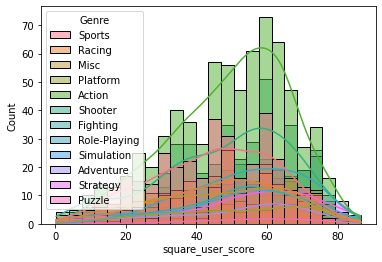 Genre
Sports
Racing
Misc
Platform
Action
Shooter
Fighting
Role-Playing
Simulation
Adventure
Strategy
Puzzle
Count
70
60
50
40
30
20
10
0
0 20 40 60 80
square_user_score